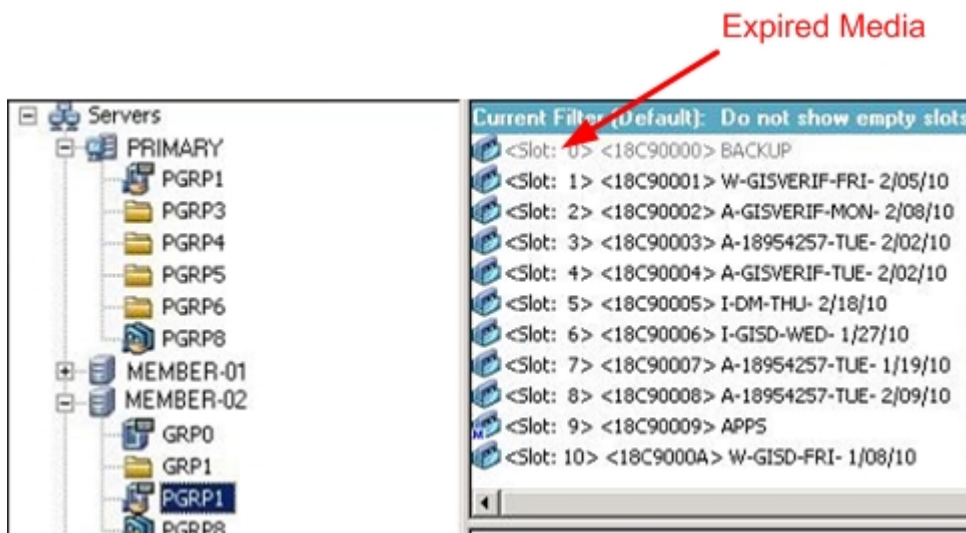 Expired Media
Servers
PRIMARY
PGRP1
PGRP3
PGRP4
PGRP5
PGRP6
PGRP8
MEMBER-01
MEMBER-02
GRP0
GRP1
PGRP1
PGRP8
Current Filter (Default): Do not show empty slots
<Slot: 0> <18C90000> BACKUP
<Slot: 1> <18C90001> W-GISVERIF-FRI- 2/05/10
<Slot: 2> <18C90002> A-GISVERIF-MON- 2/08/10
<Slot: 3> <18C90003> A-18954257-TUE- 2/02/10
<Slot: 4> <18C90004> A-GISVERIF-TUE- 2/02/10
<Slot: 5> <18C90005> I-DM-THU- 2/18/10
<Slot: 6> <18C90006> I-GISD-WED- 1/27/10
<Slot: 7> <18C90007> A-18954257-TUE- 1/19/10
<Slot: 8> <18C90008> A-18954257-TUE- 2/09/10
<Slot: 9> <18C90009> APPS
<Slot: 10> <18C9000A> W-GISD-FRI- 1/08/10